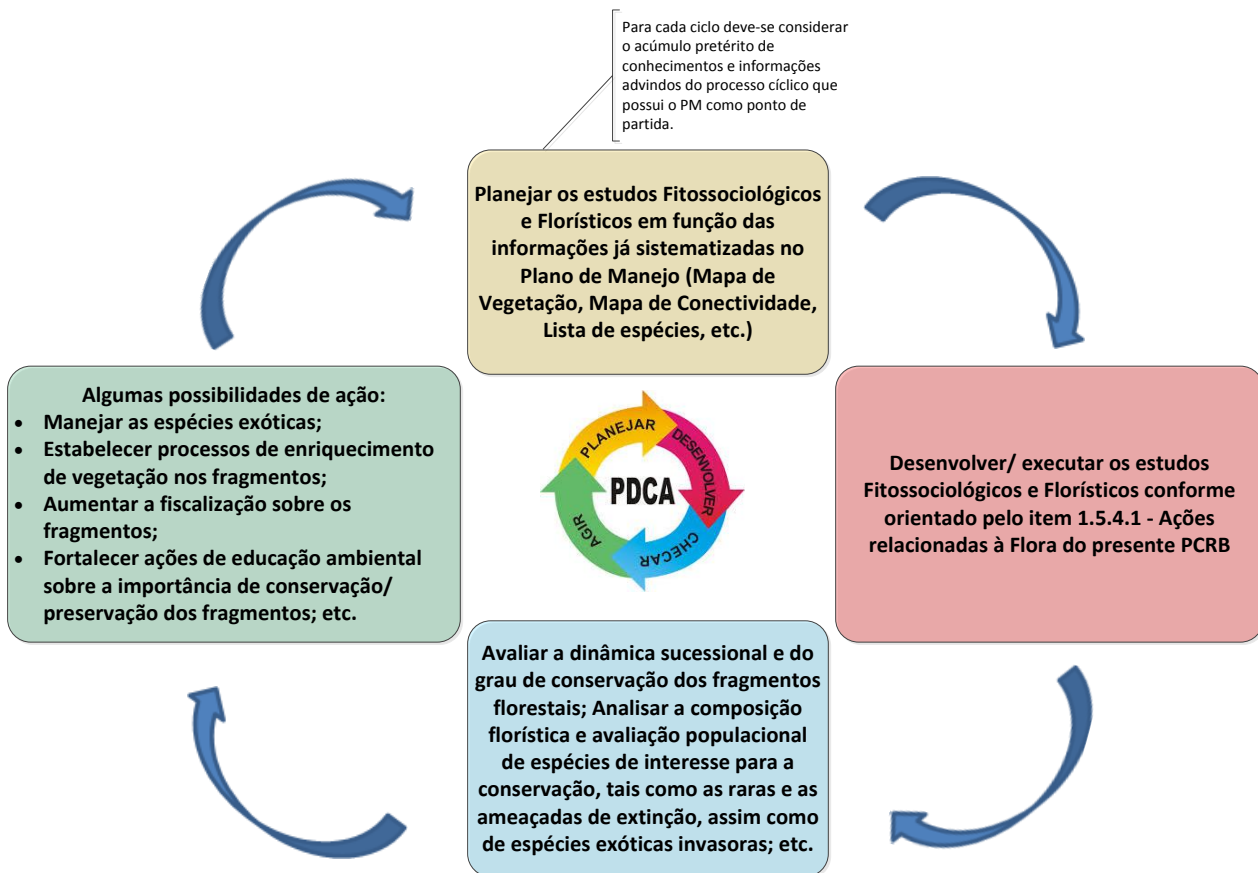 Para cada ciclo deve-se considerar
o acúmulo pretérito de
conhecimentos e informações
advindos do processo cíclico que
possui o PM como ponto de
partida.
Planejar os estudos Fitossociológicos
e Florísticos em função das
informações já sistematizadas no
Plano de Manejo (Mapa de
Vegetação, Mapa de Conectividade,
Lista de espécies, etc.)
Algumas possibilidades de ação:
• Manejar as espécies exóticas;
• Estabelecer processos de enriquecimento
de vegetação nos fragmentos;
• Aumentar a fiscalização sobre os
fragmentos;
• Fortalecer ações de educação ambiental
sobre a importância de conservação/
preservação dos fragmentos; etc.
PLANEJAR
DESENVOLVER
CHECAR
AGIR
PDCA
Desenvolver/ executar os estudos
Fitossociológicos e Florísticos conforme
orientado pelo item 1.5.4.1 - Ações
relacionadas à Flora do presente PCRB
Avaliar a dinâmica sucessional e do
grau de conservação dos fragmentos
florestais; Analisar a composição
florística e avaliação populacional
de espécies de interesse para a
conservação, tais como as raras e as
ameaçadas de extinção, assim como
de espécies exóticas invasoras; etc.